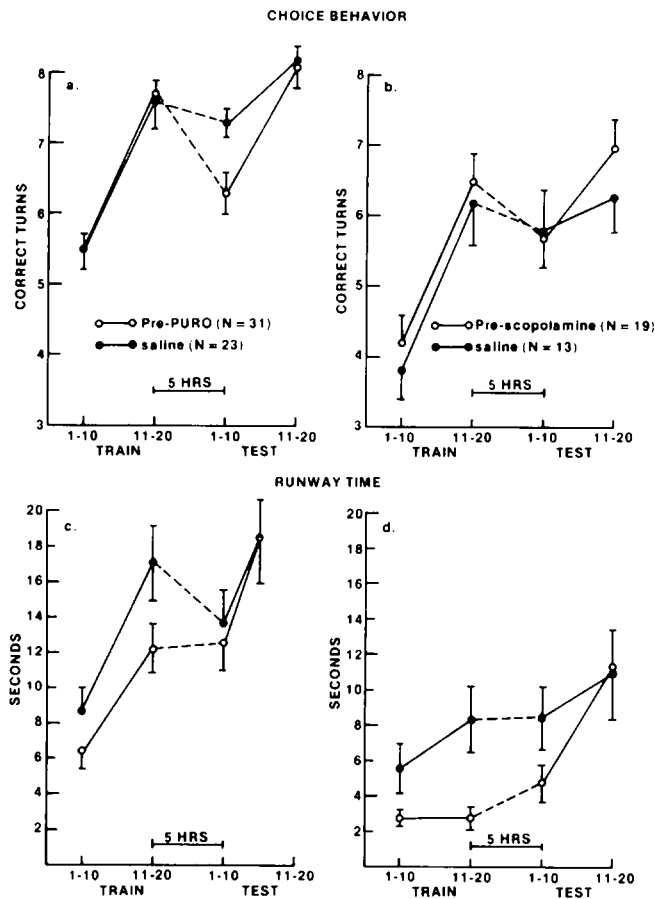 CHOICE BEHAVIOR
a.
8
7
6
5
4
3
CORRECT TURNS
Pre-PURO (N = 31)
saline (N = 23)
5 HRS
1-10 11-20 1-10 11-20
TRAIN TEST
b.
8
7
6
5
4
3
CORRECT TURNS
Pre-scopolamine (N = 19)
saline (N = 13)
5 HRS
1-10 11-20 1-10 11-20
TRAIN TEST
RUNWAY TIME
c.
20
18
16
14
12
10
8
6
4
2
SECONDS
5 HRS
1-10 11-20 1-10 11-20
TRAIN TEST
d.
20
18
16
14
12
10
8
6
4
2
SECONDS
5 HRS
1-10 11-20 1-10 11-20
TRAIN TEST